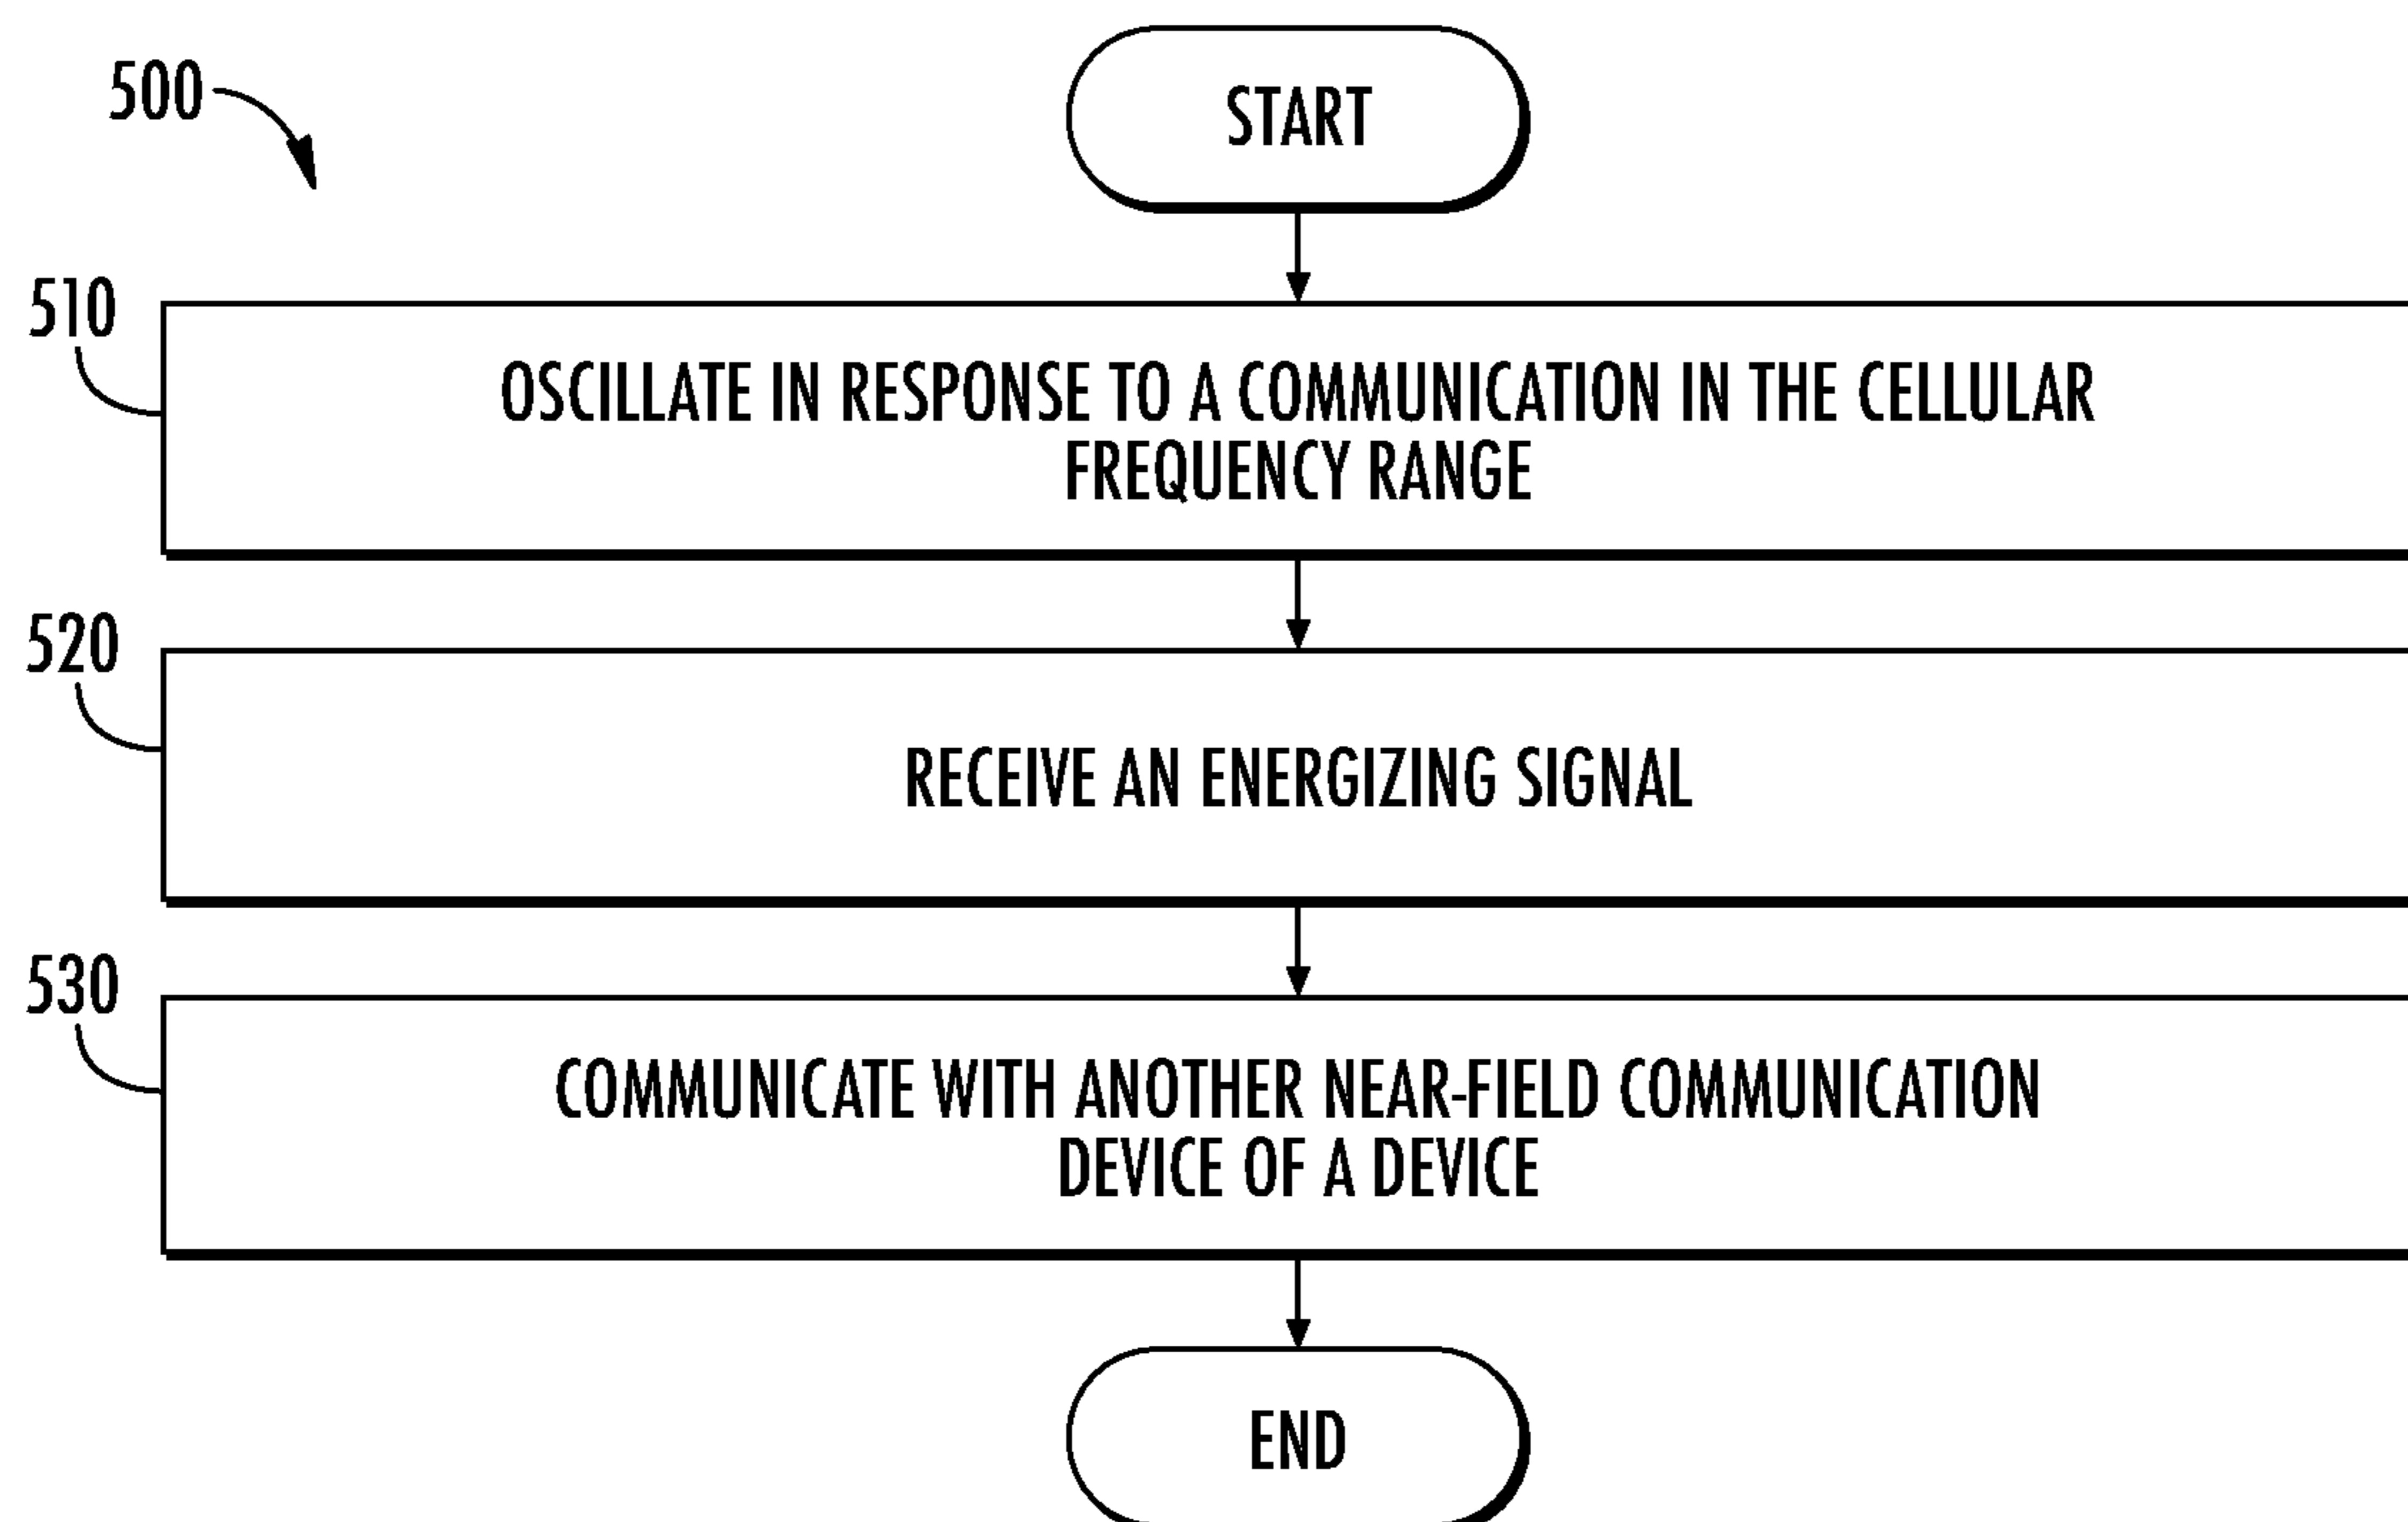 500
START
510
OSCILLATE IN RESPONSE TO A COMMUNICATION IN THE CELLULAR
FREQUENCY RANGE
520
RECEIVE AN ENERGIZING SIGNAL
530
COMMUNICATE WITH ANOTHER NEAR-FIELD COMMUNICATION
DEVICE OF A DEVICE
END